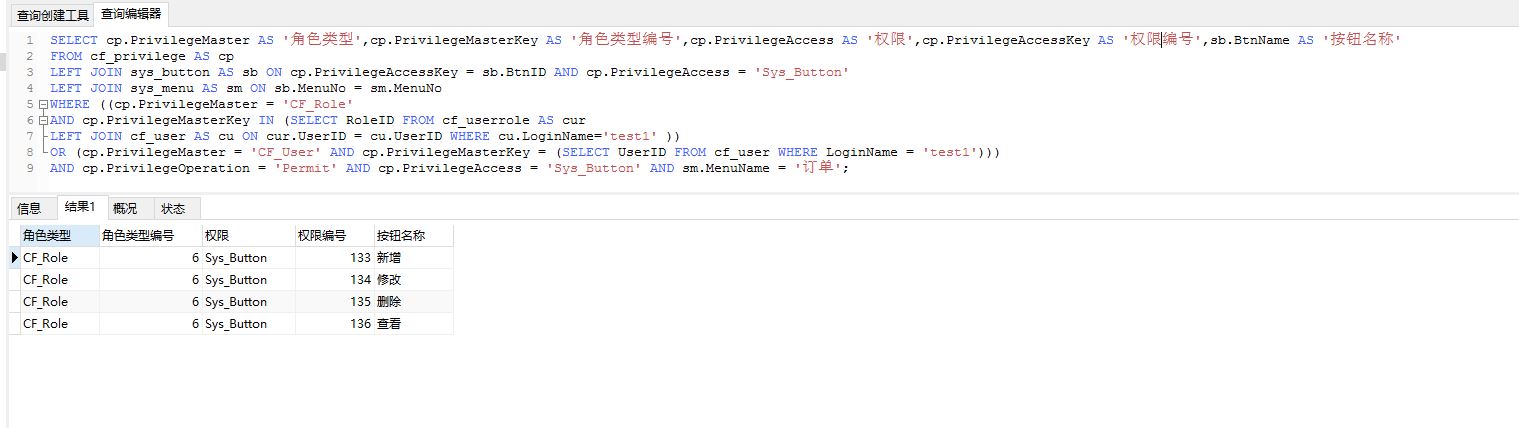 查询创建工具 查询编辑器
1 SELECT cp.PrivilegeMaster AS '角色类型',cp.PrivilegeMasterKey AS '角色类型编号',cp.PrivilegeAccess AS '权限',cp.PrivilegeAccessKey AS '权限编号',sb.BtnName AS '按钮名称'
2 FROM cf_privilege AS cp
3 LEFT JOIN sys_button AS sb ON cp.PrivilegeAccessKey = sb.BtnID AND cp.PrivilegeAccess = 'Sys_Button'
4 LEFT JOIN sys_menu AS sm ON sb.MenuNo = sm.MenuNo
5 WHERE ((cp.PrivilegeMaster = 'CF_Role'
6 AND cp.PrivilegeMasterKey IN (SELECT RoleID FROM cf_userrole AS cur
7 LEFT JOIN cf_user AS cu ON cur.UserID = cu.UserID WHERE cu.LoginName='test1' ))
8 OR (cp.PrivilegeMaster = 'CF_User' AND cp.PrivilegeMasterKey = (SELECT UserID FROM cf_user WHERE LoginName = 'test1')))
9 AND cp.PrivilegeOperation = 'Permit' AND cp.PrivilegeAccess = 'Sys_Button' AND sm.MenuName = '订单';
信息 结果1 概况 状态
角色类型 角色类型编号 权限 权限编号 按钮名称
CF_Role 6 Sys_Button 133 新增
CF_Role 6 Sys_Button 134 修改
CF_Role 6 Sys_Button 135 删除
CF_Role 6 Sys_Button 136 查看